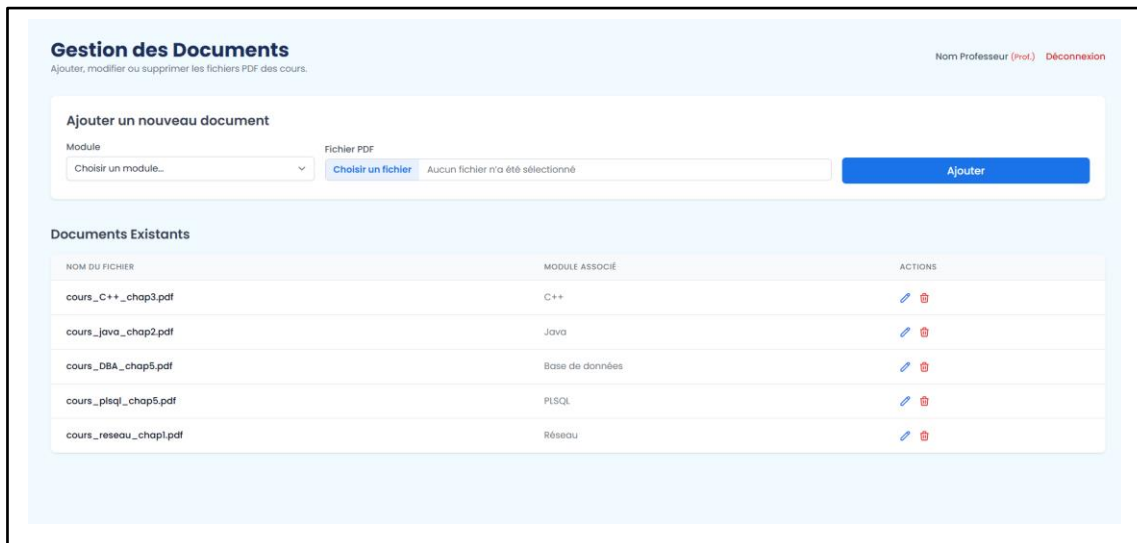 Gestion des Documents
Ajouter, modifier ou supprimer les fichiers PDF des cours.
Nom Professeur (Prof.) Déconnexion
Ajouter un nouveau document
Module
Fichier PDF
Choisir un module...
Choisir un fichier Aucun fichier n'a été sélectionné
Ajouter
Documents Existants
NOM DU FICHIER MODULE ASSOCIÉ ACTIONS
cours_C++_chap3.pdf C++
cours_java_chap2.pdf Java
cours_DBA_chap5.pdf Base de données
cours_plsql_chap5.pdf PLSQL
cours_reseau_chap1.pdf Réseau